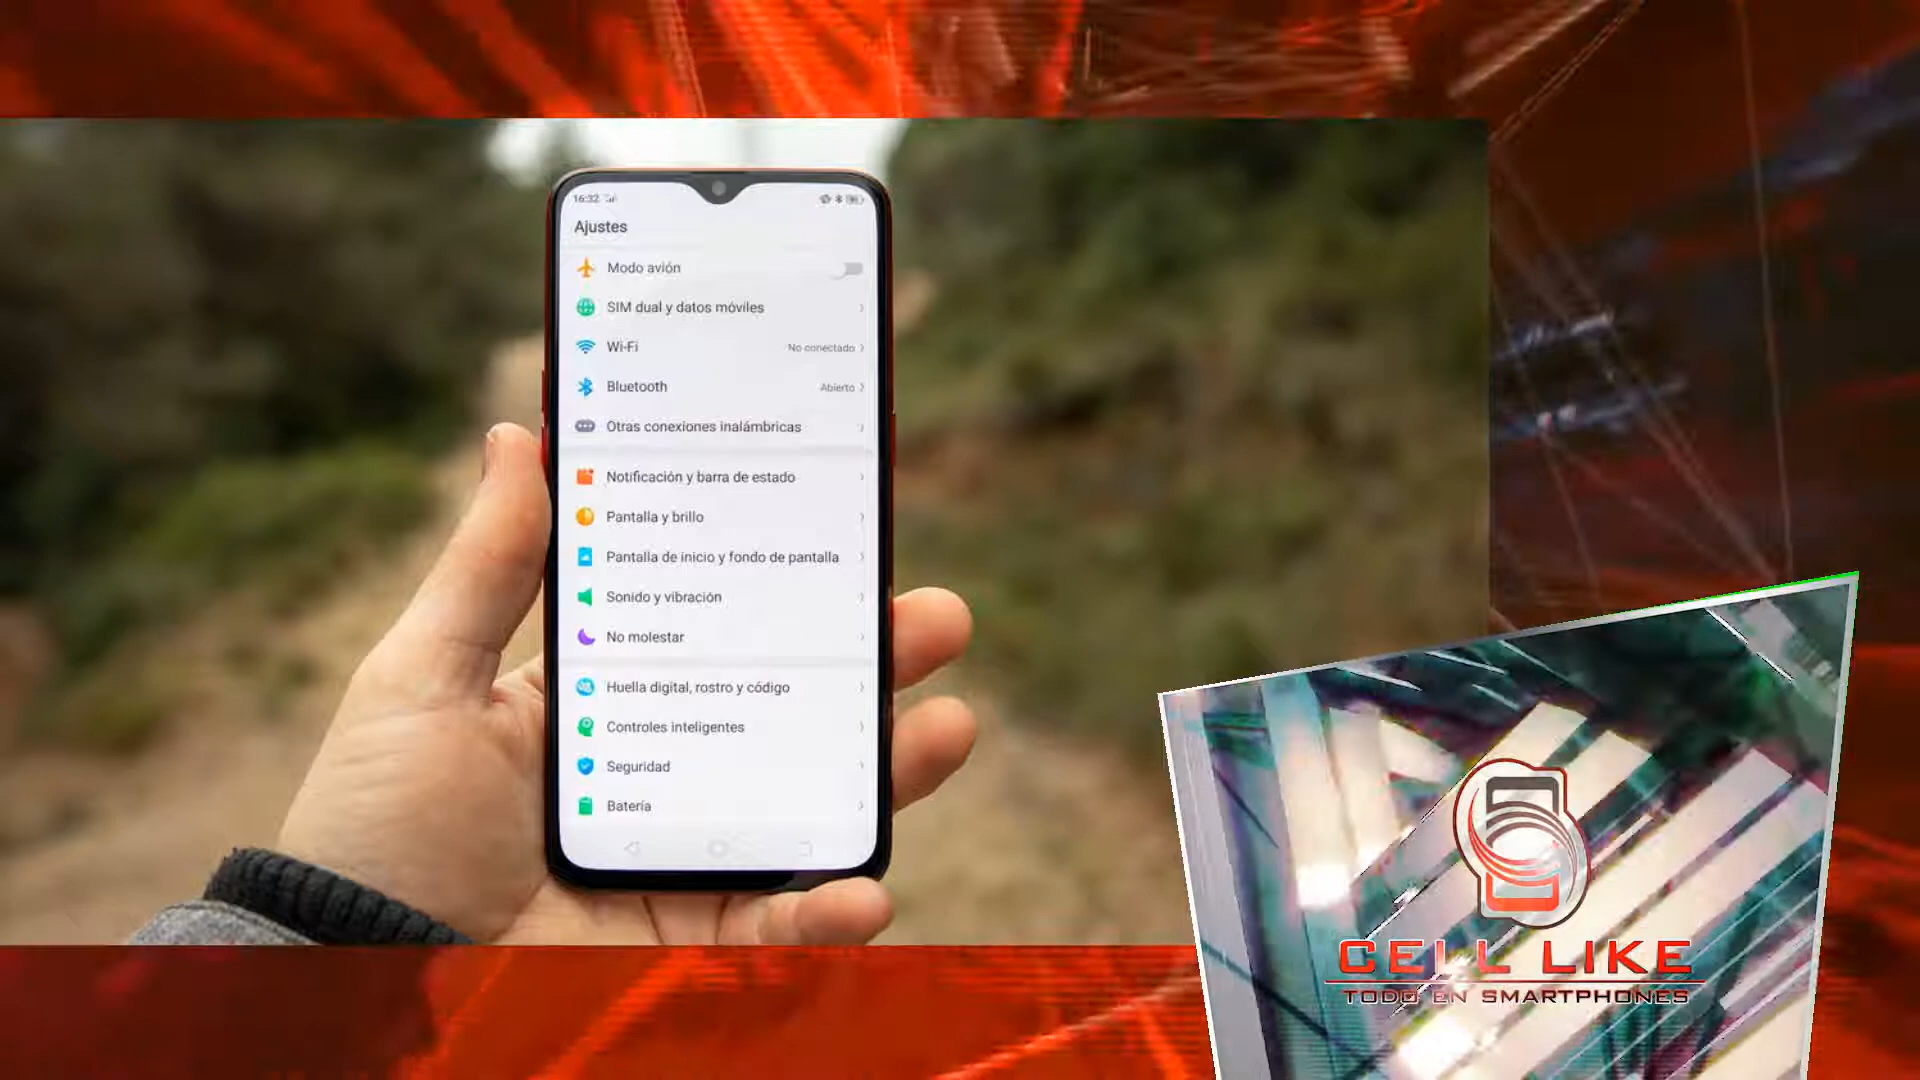 16:32
Ajustes
Modo avión
SIM dual y datos móviles
Wi-Fi No conectado
Bluetooth Abierto
Otras conexiones inalámbricas
Notificación y barra de estado
Pantalla y brillo
Pantalla de inicio y fondo de pantalla
Sonido y vibración
No molestar
Huella digital, rostro y código
Controles inteligentes
Seguridad
Batería
CELL LIKE
TODO EN SMARTPHONES